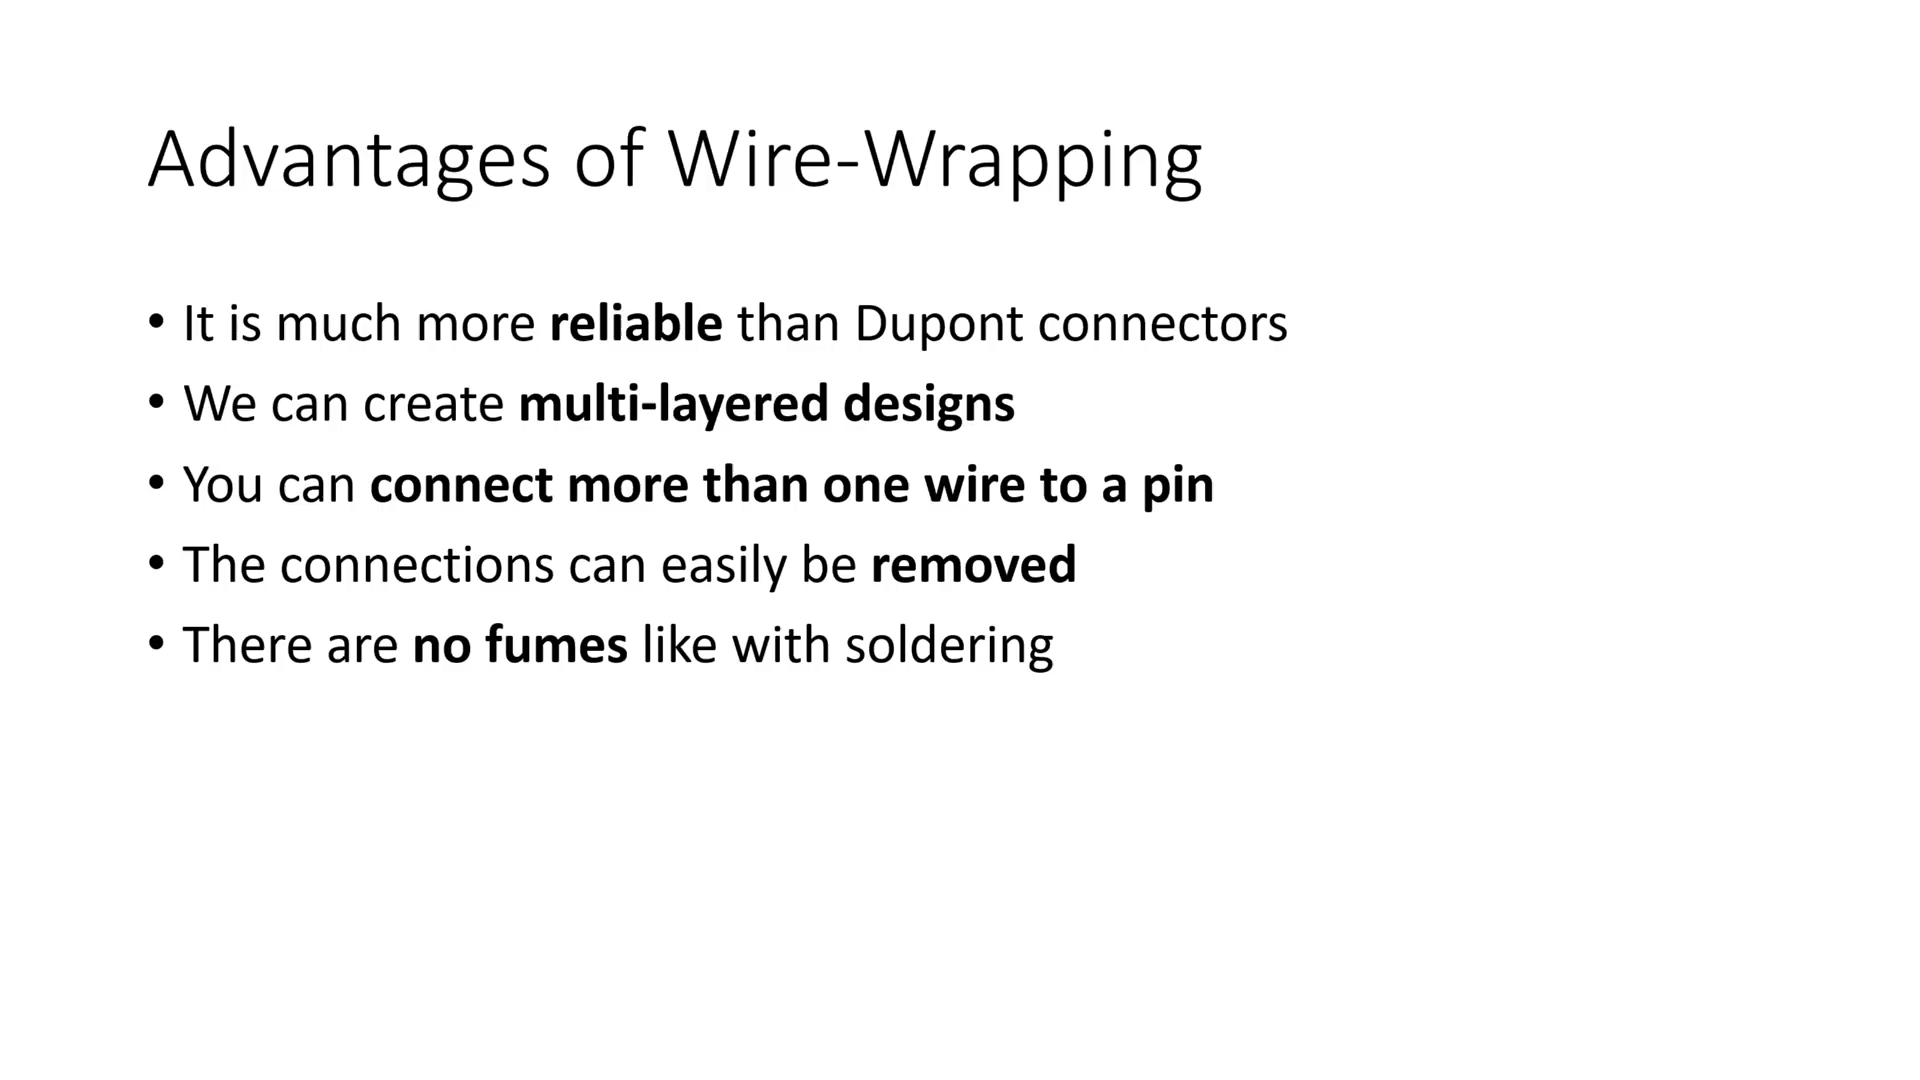 Advantages of Wire-Wrapping
• It is much more reliable than Dupont connectors
• We can create multi-layered designs
• You can connect more than one wire to a pin
• The connections can easily be removed
• There are no fumes like with soldering